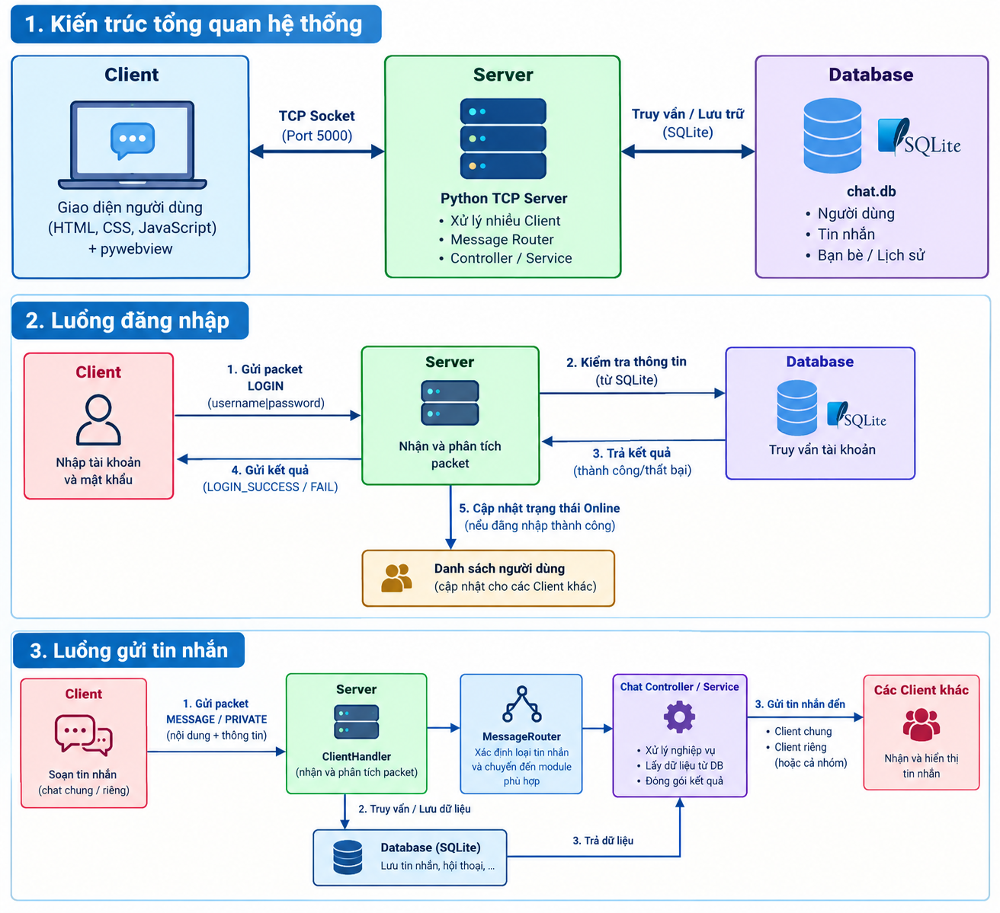 1. Kiến trúc tổng quan hệ thống
Client
Giao diện người dùng
(HTML, CSS, JavaScript)
+ pywebview
TCP Socket
(Port 5000)
Server
Python TCP Server
• Xử lý nhiều Client
• Message Router
• Controller / Service
Truy vấn / Lưu trữ
(SQLite)
Database
SQLite
chat.db
• Người dùng
• Tin nhắn
• Bạn bè / Lịch sử
2. Luồng đăng nhập
Client
Nhập tài khoản
và mật khẩu
1. Gửi packet
LOGIN
(username|password)
4. Gửi kết quả
(LOGIN_SUCCESS / FAIL)
Server
Nhận và phân tích
packet
2. Kiểm tra thông tin
(từ SQLite)
3. Trả kết quả
(thành công/thất bại)
Database
SQLite
Truy vấn tài khoản
5. Cập nhật trạng thái Online
(nếu đăng nhập thành công)
Danh sách người dùng
(cập nhật cho các Client khác)
3. Luồng gửi tin nhắn
Client
Soạn tin nhắn
(chat chung / riêng)
1. Gửi packet
MESSAGE / PRIVATE
(nội dung + thông tin)
Server
ClientHandler
(nhận và phân tích packet)
MessageRouter
Xác định loại tin nhắn
và chuyển đến module
phù hợp
Chat Controller / Service
• Xử lý nghiệp vụ
• Lấy dữ liệu từ DB
• Đóng gói kết quả
3. Gửi tin nhắn đến
• Client chung
• Client riêng
(hoặc cả nhóm)
Các Client khác
Nhận và hiển thị
tin nhắn
2. Truy vấn / Lưu dữ liệu
Database (SQLite)
Lưu tin nhắn, hội thoại, ...
3. Trả dữ liệu